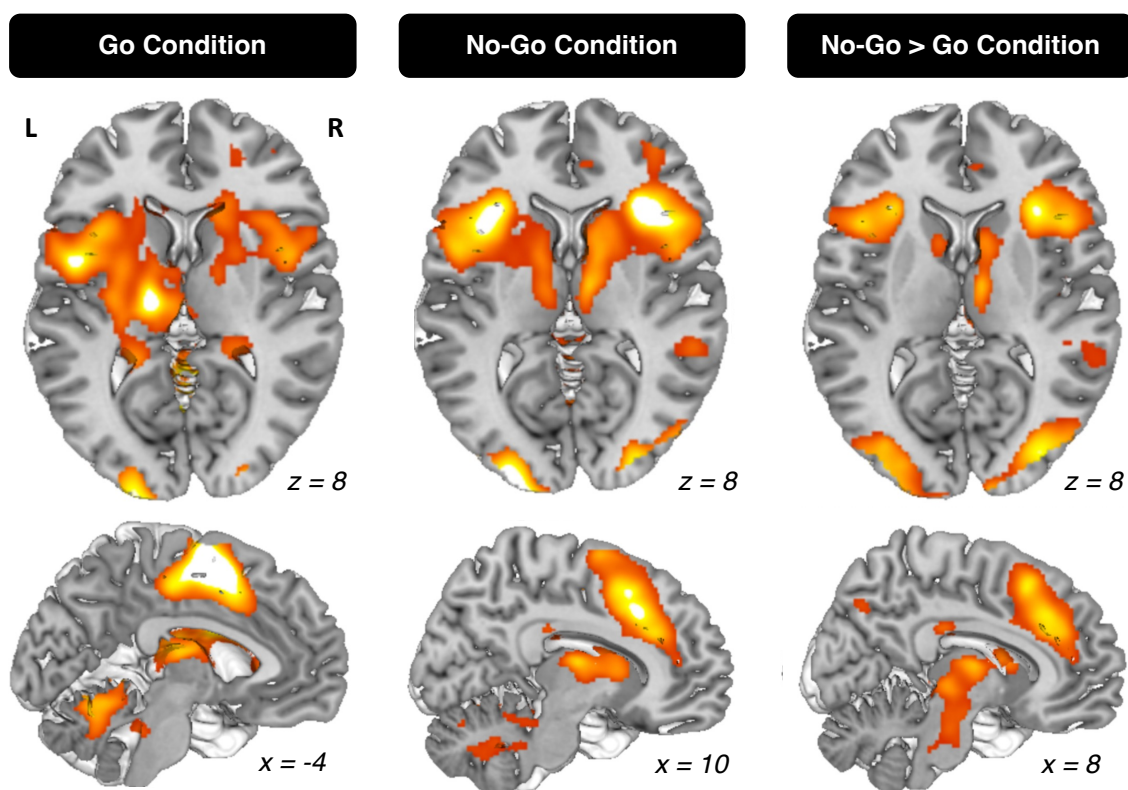 Go Condition
No-Go Condition
No-Go > Go Condition
L
R
z = 8
z = 8
z = 8
x = -4
x = 10
x = 8